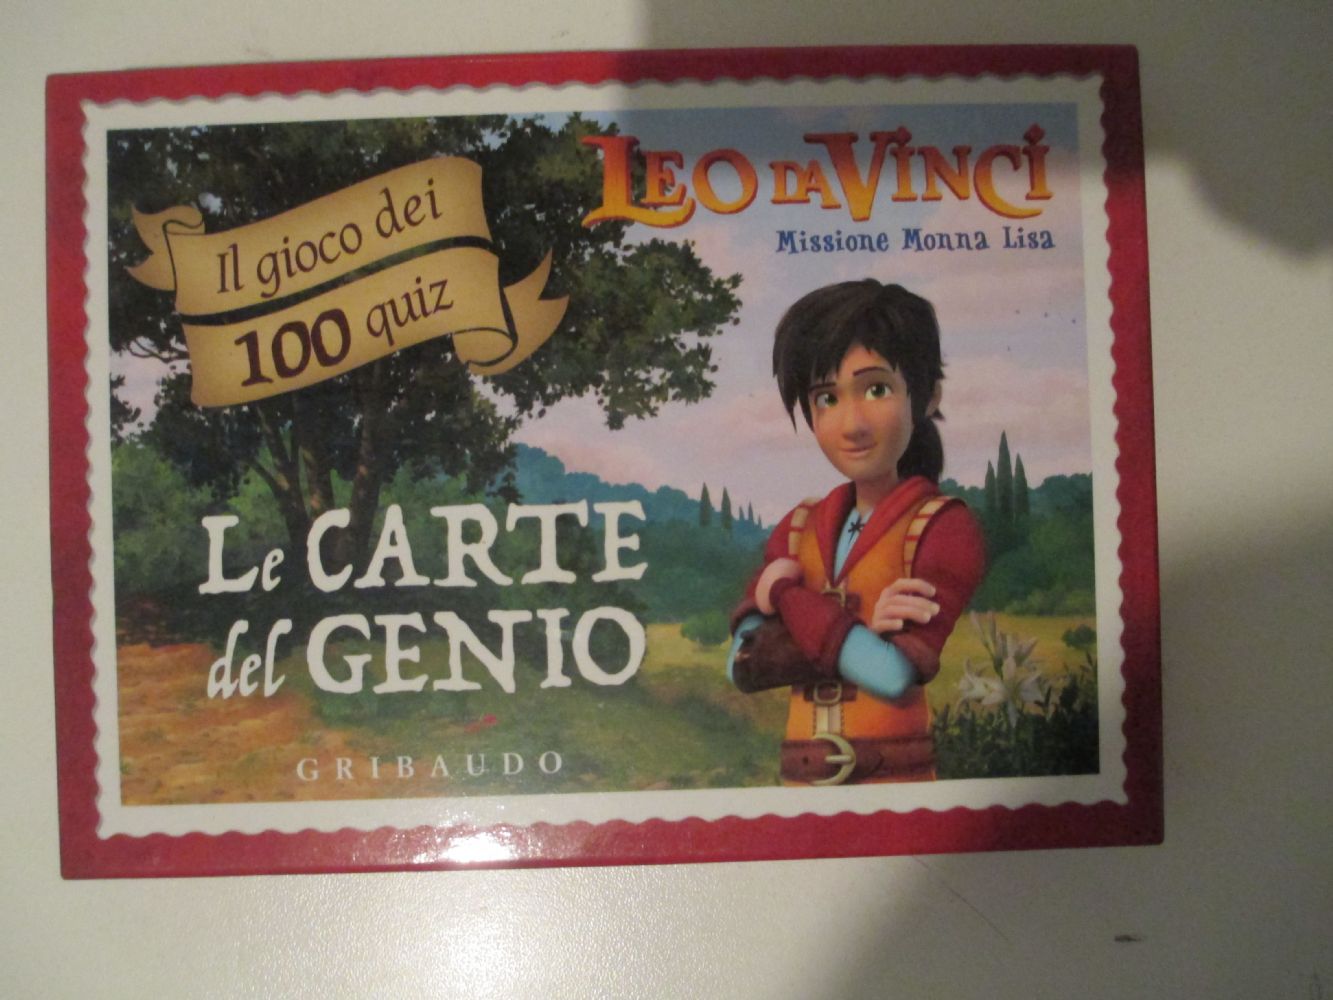 LEO DA VINCI
Missione Monna Lisa
Il gioco dei
100 quiz
Le CARTE
del GENIO
GRIBAUDO